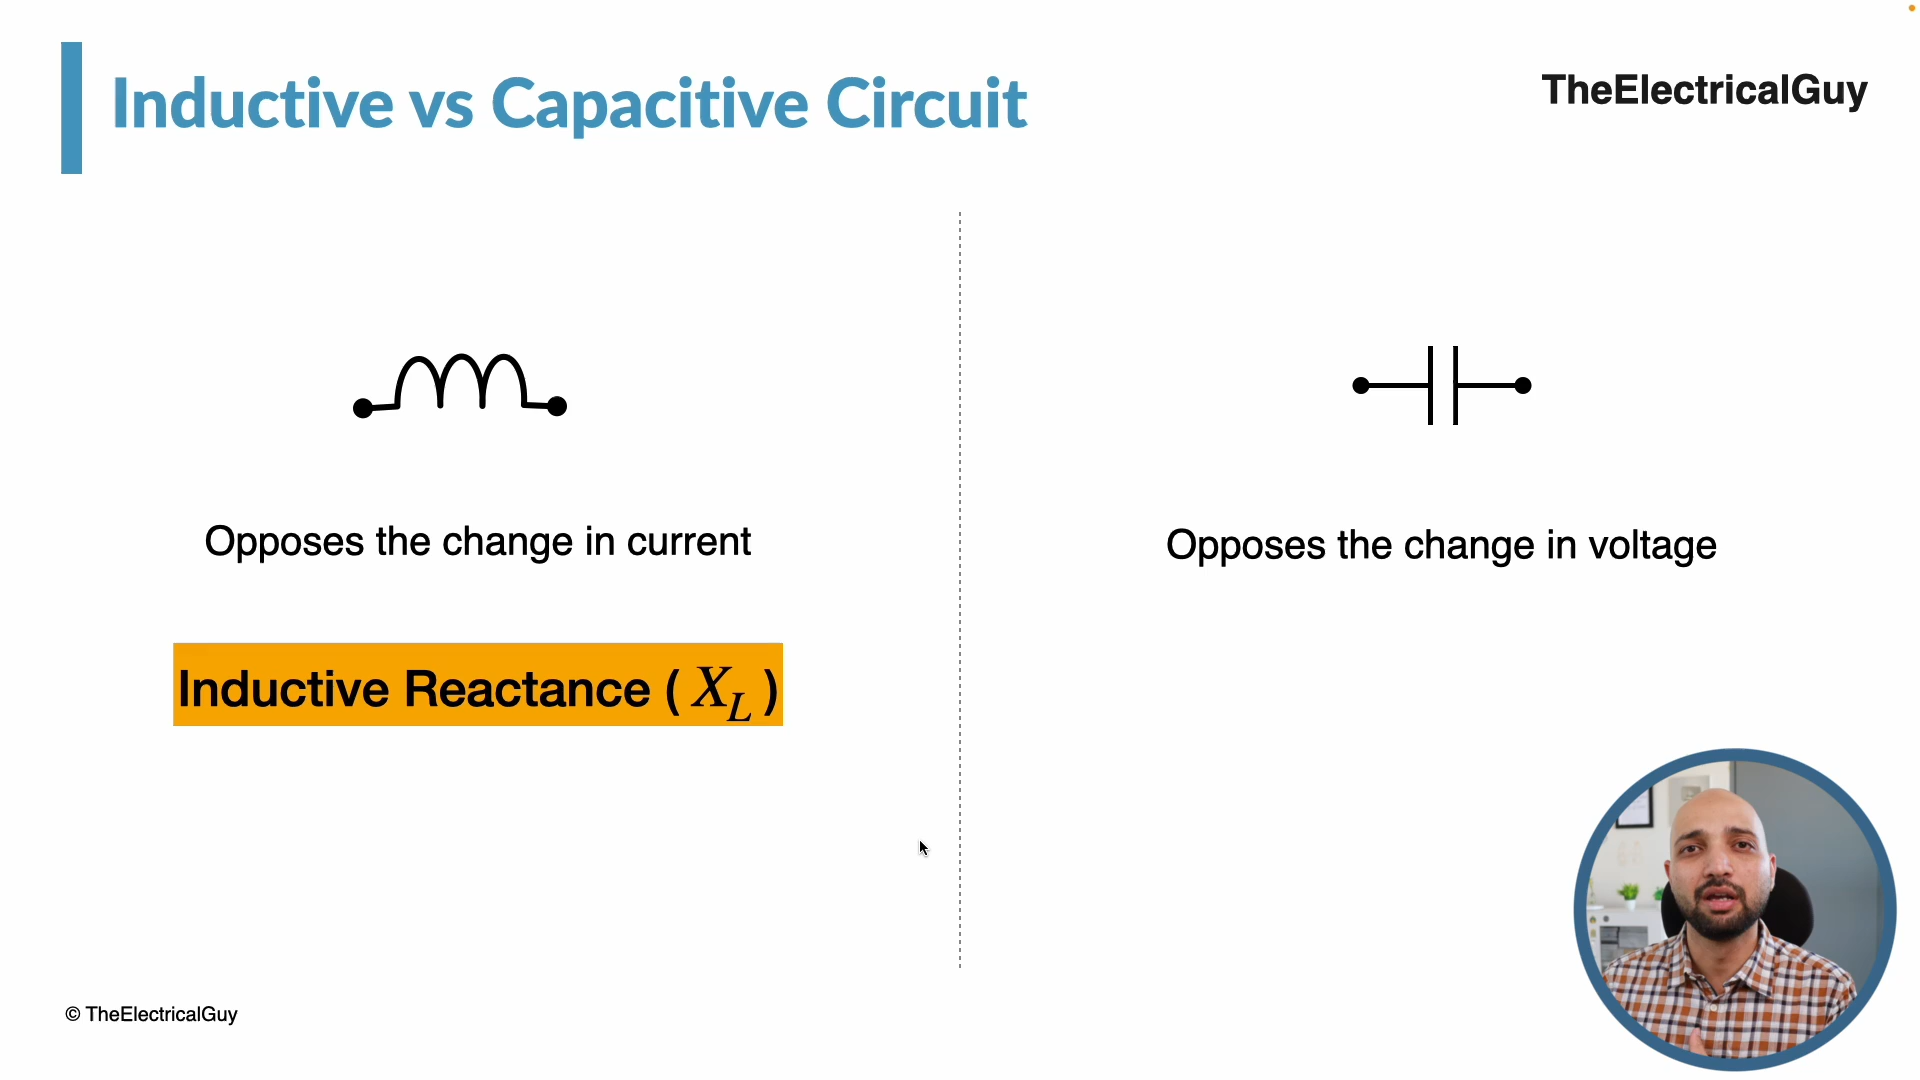 Inductive vs Capacitive Circuit
TheElectricalGuy
Opposes the change in current
Opposes the change in voltage
Inductive Reactance ( X_L )
© TheElectricalGuy